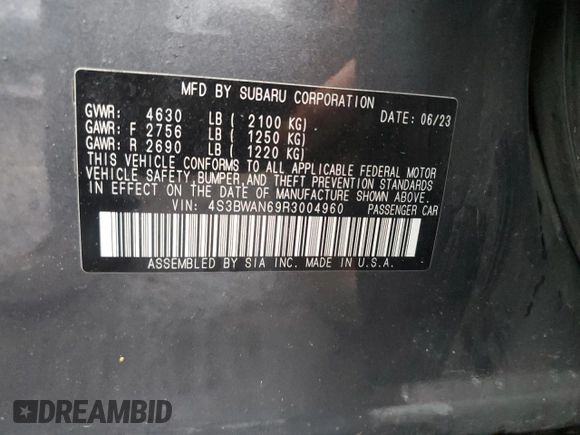 MFD BY SUBARU CORPORATION
GVWR: 4630 LB ( 2100 KG) DATE: 06/23
GAWR: F 2756 LB ( 1250 KG)
GAWR: R 2690 LB ( 1220 KG)
THIS VEHICLE CONFORMS TO ALL APPLICABLE FEDERAL MOTOR
VEHICLE SAFETY, BUMPER, AND THEFT PREVENTION STANDARDS
IN EFFECT ON THE DATE OF MANUFACTURE SHOWN ABOVE.
VIN: 4S3BWAN69R3004960 PASSENGER CAR
ASSEMBLED BY SIA INC. MADE IN U.S.A.
DREAMBID